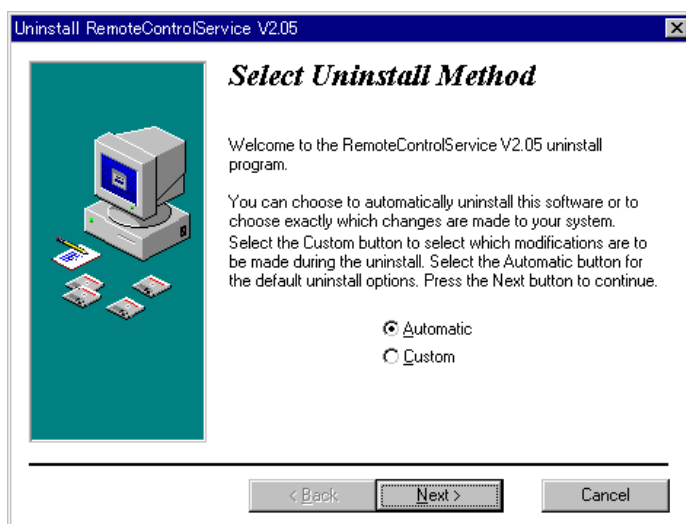 Uninstall RemoteControlService V2.05
Select Uninstall Method
Welcome to the RemoteControlService V2.05 uninstall
program.
You can choose to automatically uninstall this software or to
choose exactly which changes are made to your system.
Select the Custom button to select which modifications are to
be made during the uninstall. Select the Automatic button for
the default uninstall options. Press the Next button to continue.
Automatic
Custom
< Back
Next >
Cancel